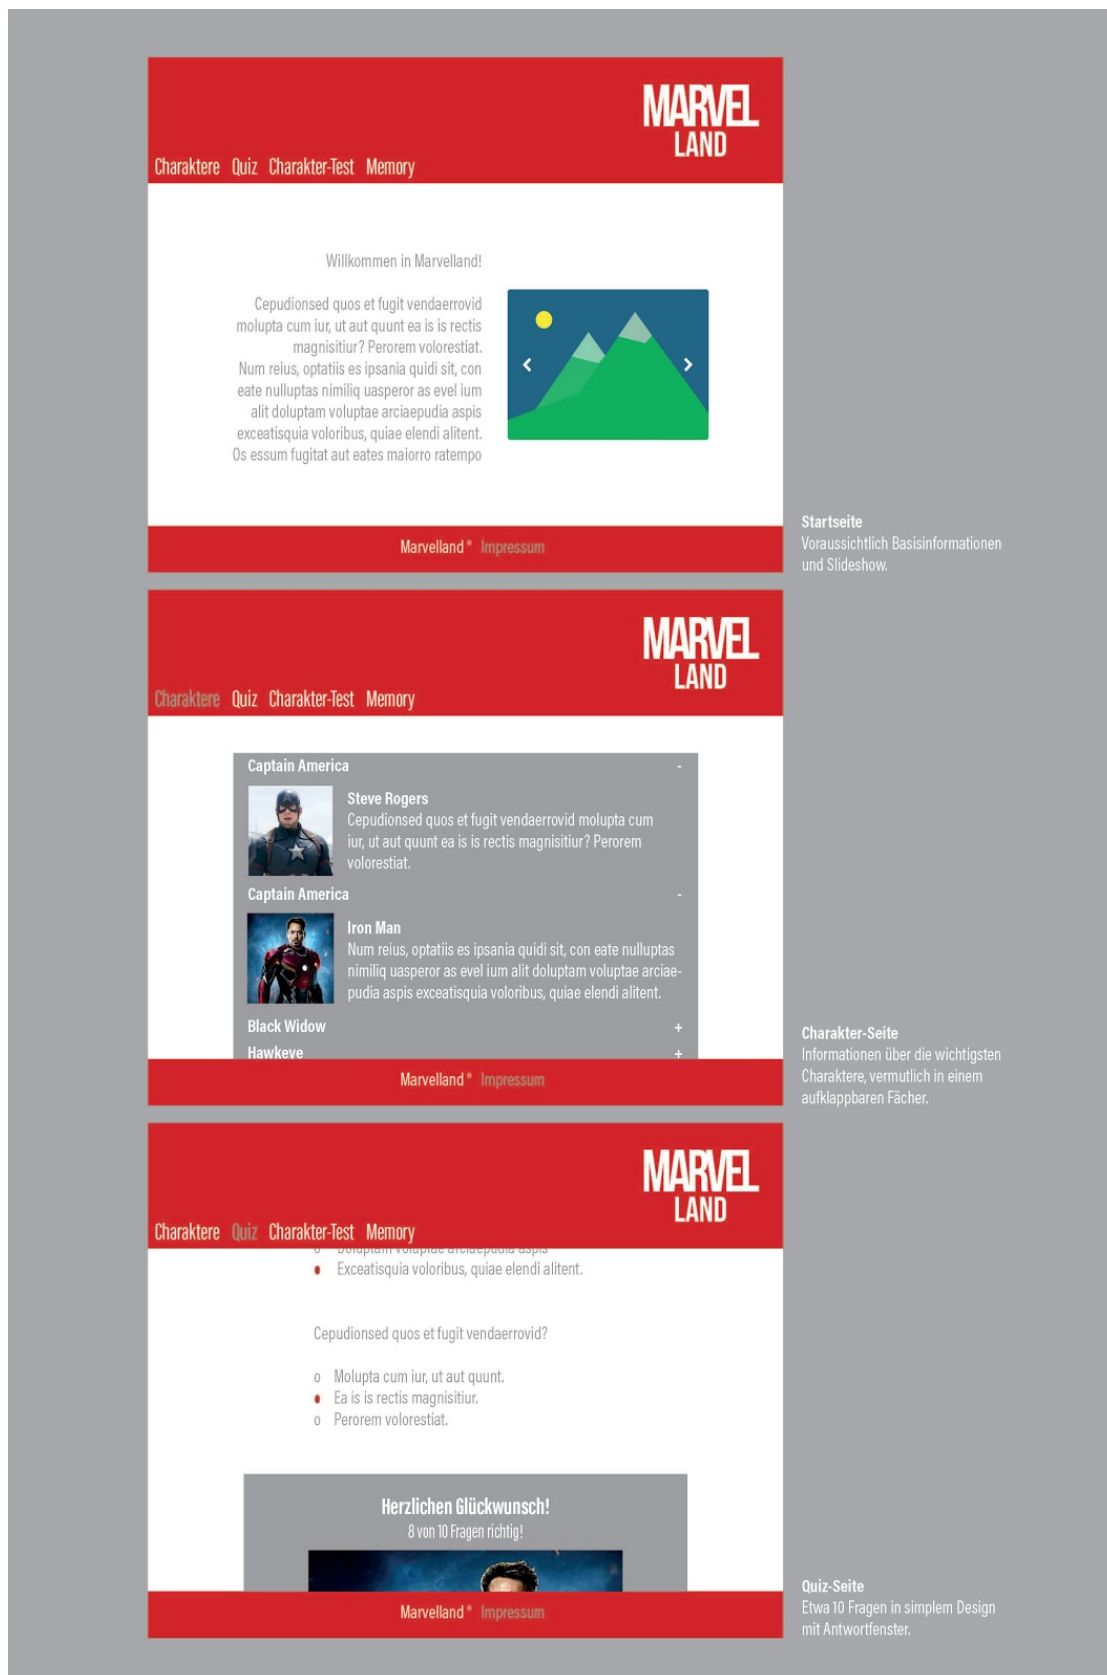 MARVEL
LAND
Charaktere Quiz Charakter-Test Memory
Willkommen in Marvelland!
Cepudionsed quos et fugit vendaerrovid
molupta cum iur, ut aut quunt ea is is rectis
magnisitiur? Perorem volorestiat.
Num reius, optatiis es ipsania quidi sit, con
eate nulluptas nimiliq uasperor as evel ium
alit doluptam voluptae arciaepudia aspis
exceatisquia voloribus, quiae elendi alitent.
Os essum fugitat aut eates maiorro ratempo
Marvelland ® Impressum
Startseite
Voraussichtlich Basisinformationen
und Slideshow.
MARVEL
LAND
Charaktere Quiz Charakter-Test Memory
Captain America -
Steve Rogers
Cepudionsed quos et fugit vendaerrovid molupta cum
iur, ut aut quunt ea is is rectis magnisitiur? Perorem
volorestiat.
Captain America -
Iron Man
Num reius, optatiis es ipsania quidi sit, con eate nulluptas
nimiliq uasperor as evel ium alit doluptam voluptae arciae-
pudia aspis exceatisquia voloribus, quiae elendi alitent.
Black Widow +
Hawkeye +
Marvelland ® Impressum
Charakter-Seite
Informationen über die wichtigsten
Charaktere, vermutlich in einem
aufklappbaren Fächer.
MARVEL
LAND
Charaktere Quiz Charakter-Test Memory
o Doluptam voluptae arciaepudia aspis
• Exceatisquia voloribus, quiae elendi alitent.
Cepudionsed quos et fugit vendaerrovid?
o Molupta cum iur, ut aut quunt.
• Ea is is rectis magnisitiur.
o Perorem volorestiat.
Herzlichen Glückwunsch!
8 von 10 Fragen richtig!
Marvelland ® Impressum
Quiz-Seite
Etwa 10 Fragen in simplem Design
mit Antwortfenster.